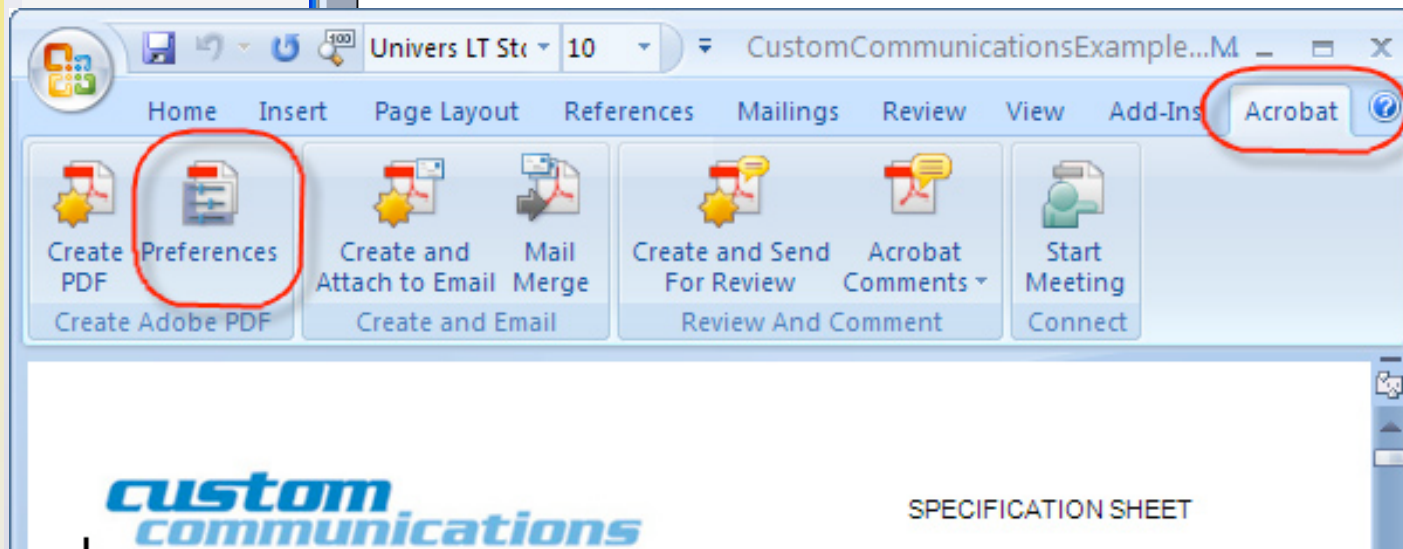 100 Univers LT Stc 10 CustomCommunicationsExample...M
Home Insert Page Layout References Mailings Review View Add-Ins Acrobat
Create Preferences Create and Mail Create and Send Acrobat Start
PDF Attach to Email Merge For Review Comments Meeting
Create Adobe PDF Create and Email Review And Comment Connect
custom
communications
SPECIFICATION SHEET